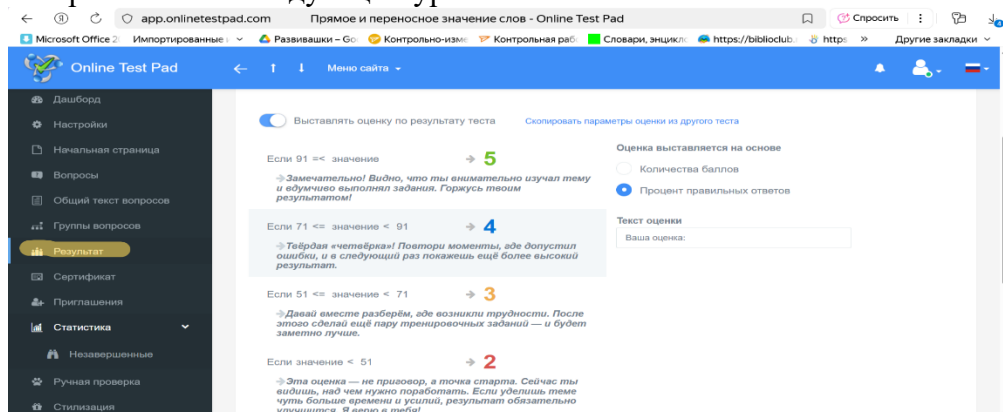 app.onlinetestpad.com Прямое и переносное значение слов - Online Test Pad Спросить
Microsoft Office 2 Импортированные Развивашки – Go Контрольно-изме Контрольная раб Словари, энцикл https://biblioclub. https » Другие закладки
Online Test Pad Меню сайта
Дашборд
Настройки
Начальная страница
Вопросы
Общий текст вопросов
Группы вопросов
Результат
Сертификат
Приглашения
Статистика
Незавершенные
Ручная проверка
Стилизация
Выставлять оценку по результату теста Скопировать параметры оценки из другого теста
Если 91 =< значение → 5
Замечательно! Видно, что ты внимательно изучал тему
и вдумчиво выполнял задания. Горжусь твоим
результатом!
Если 71 <= значение < 91 → 4
Твёрдая «четвёрка»! Повтори моменты, где допустил
ошибки, и в следующий раз покажешь ещё более высокий
результат.
Если 51 <= значение < 71 → 3
Давай вместе разберём, где возникли трудности. После
этого сделай ещё пару тренировочных заданий — и будет
заметно лучше.
Если значение < 51 → 2
Эта оценка — не приговор, а точка старта. Сейчас ты
видишь, над чем нужно поработать. Если уделишь теме
чуть больше времени и усилий, результат обязательно
улучшится. Я верю в тебя!
Оценка выставляется на основе
Количества баллов
Процент правильных ответов
Текст оценки
Ваша оценка: